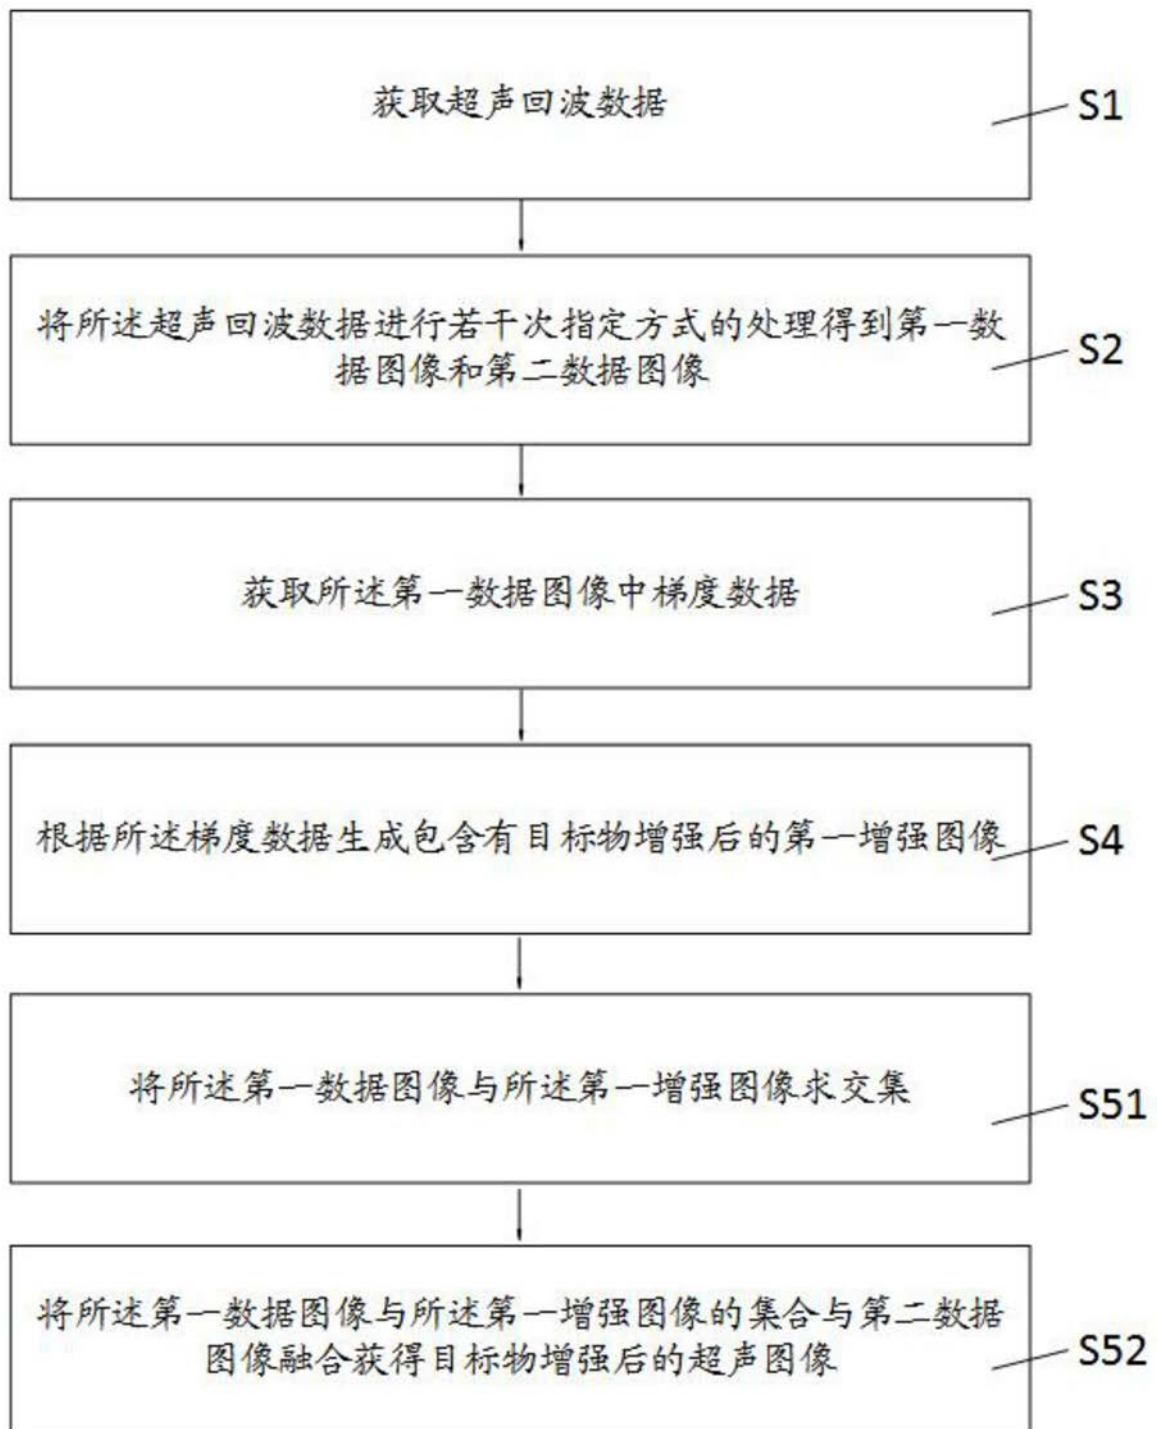 获取超声回波数据
S1
将所述超声回波数据进行若干次指定方式的处理得到第一数
据图像和第二数据图像
S2
获取所述第一数据图像中梯度数据
S3
根据所述梯度数据生成包含有目标物增强后的第一增强图像
S4
将所述第一数据图像与所述第一增强图像求交集
S51
将所述第一数据图像与所述第一增强图像的集合与第二数据
图像融合获得目标物增强后的超声图像
S52